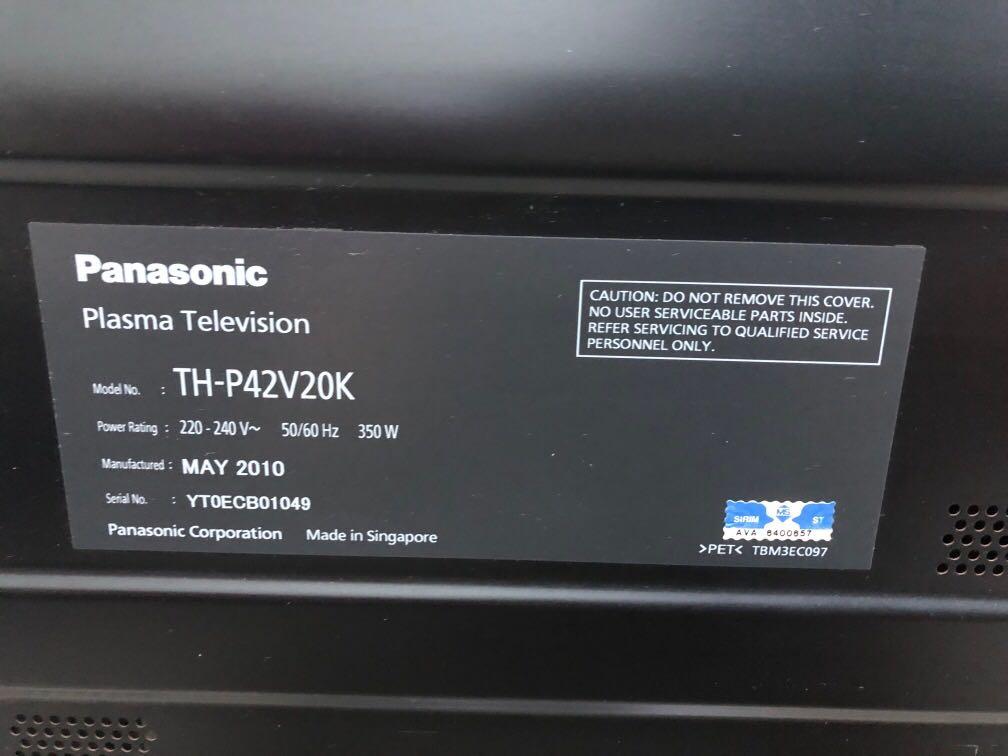 Panasonic
Plasma Television
Model No. : TH-P42V20K
Power Rating : 220 - 240 V~ 50/60 Hz 350 W
Manufactured : MAY 2010
Serial No. : YT0ECB01049
Panasonic Corporation Made in Singapore
CAUTION: DO NOT REMOVE THIS COVER.
NO USER SERVICEABLE PARTS INSIDE.
REFER SERVICING TO QUALIFIED SERVICE
PERSONNEL ONLY.
MS
SIRIM ST
AVA 6400657
>PET< TBM3EC097